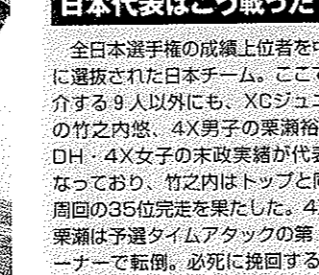 日本代表はこう戦った
全日本選手権の成績上位者を中
に選抜された日本チーム。ここで
介する9人以外にも、XCジュニ
の竹之内悠、4X男子の栗瀬裕
DH・4X女子の末政実緒が代表
なっており、竹之内はトップと同
周回の35位完走を果たした。4X
栗瀬は予選タイムアタックの第
ーナーで転倒。必死に挽回する